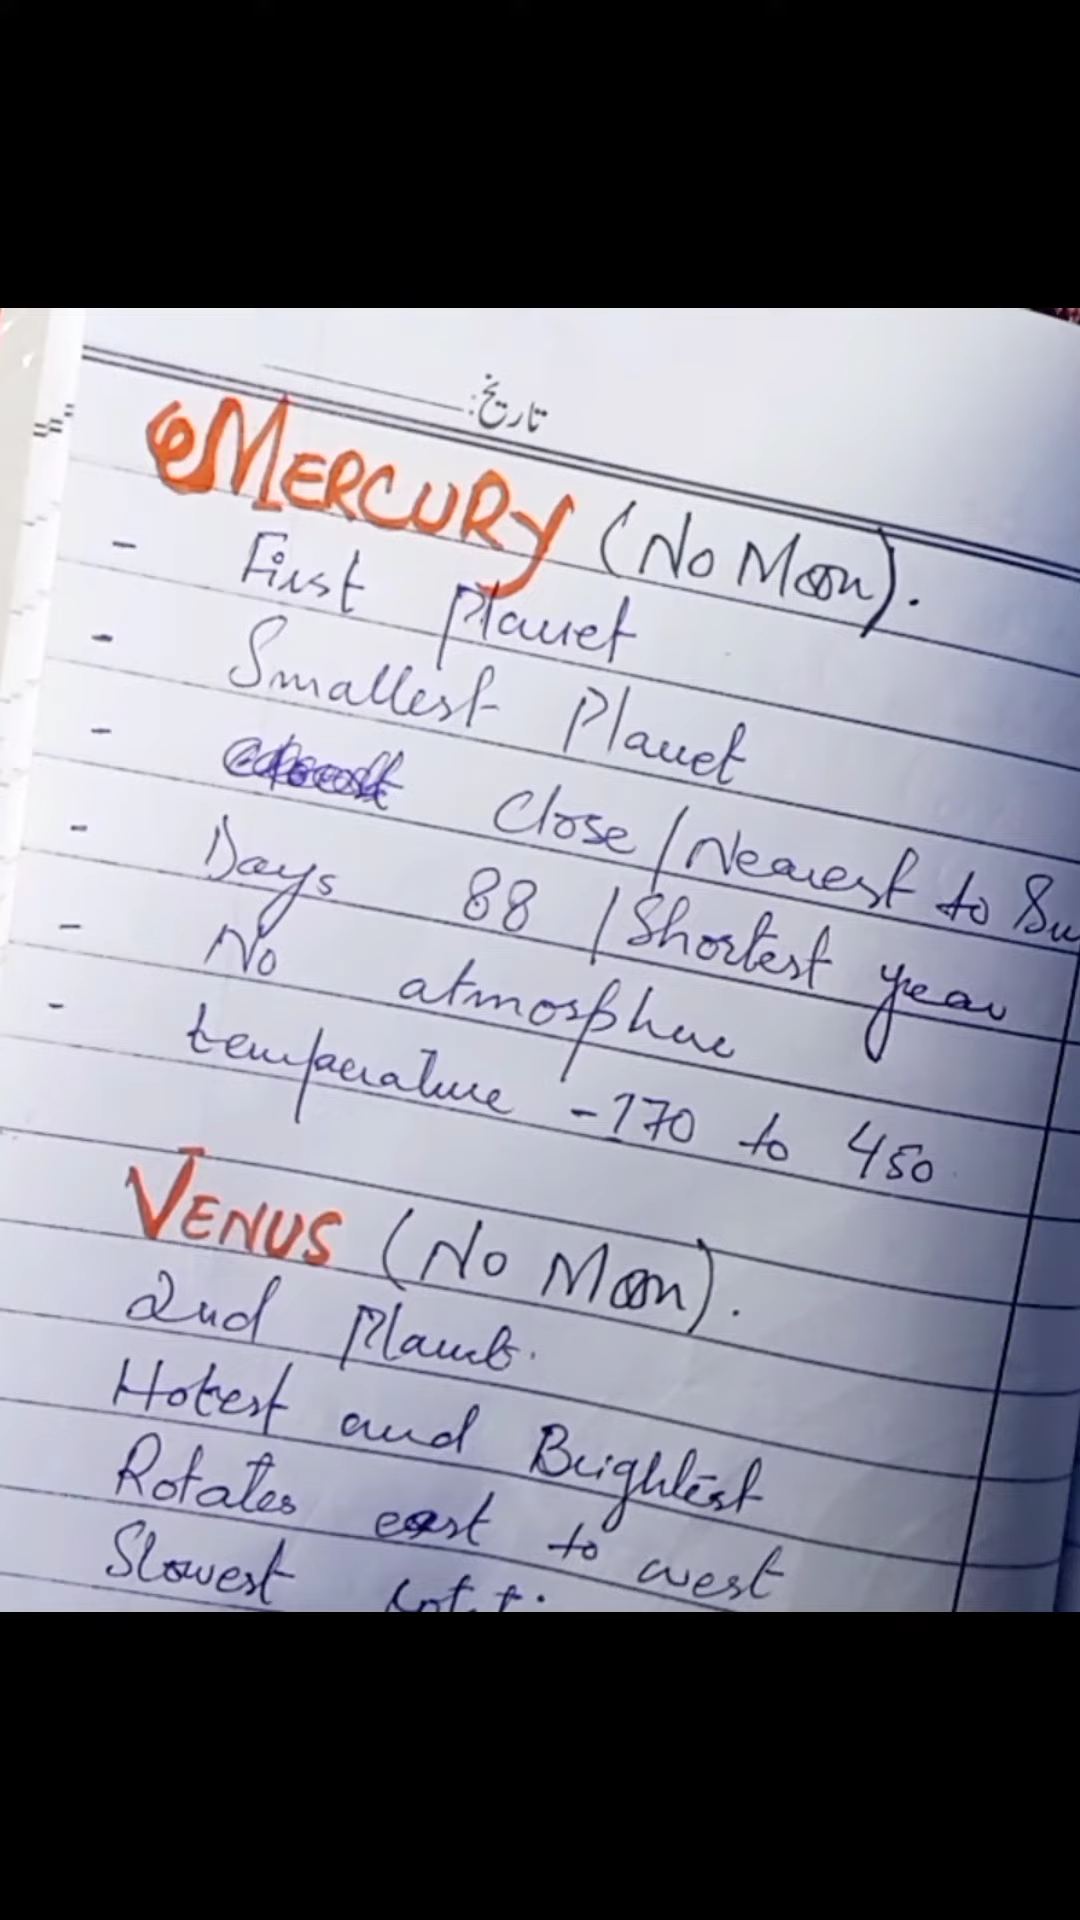 تاریخ:
MERCURY (No Moon).
- First Planet
- Smallest Planet
- Close / Nearest to Su
- Days 88 / Shortest year
- No atmosphere
- temperature -170 to 450
VENUS (No Moon).
2nd Planet.
Hotest and Brightest
Rotates east to west
Slowest